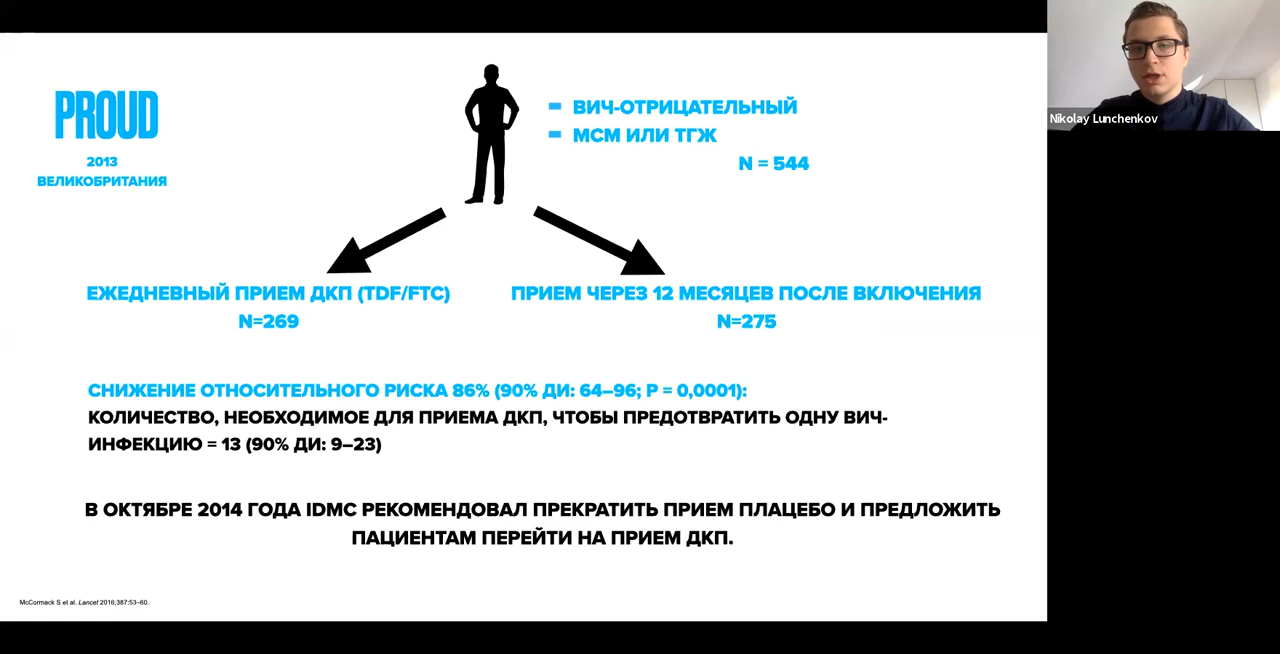 PROUD
2013
ВЕЛИКОБРИТАНИЯ
- ВИЧ-ОТРИЦАТЕЛЬНЫЙ
- МСМ ИЛИ ТГЖ
N = 544
ЕЖЕДНЕВНЫЙ ПРИЕМ ДКП (TDF/FTC)
N=269
ПРИЕМ ЧЕРЕЗ 12 МЕСЯЦЕВ ПОСЛЕ ВКЛЮЧЕНИЯ
N=275
СНИЖЕНИЕ ОТНОСИТЕЛЬНОГО РИСКА 86% (90% ДИ: 64–96; P = 0,0001):
КОЛИЧЕСТВО, НЕОБХОДИМОЕ ДЛЯ ПРИЕМА ДКП, ЧТОБЫ ПРЕДОТВРАТИТЬ ОДНУ ВИЧ-
ИНФЕКЦИЮ = 13 (90% ДИ: 9–23)
В ОКТЯБРЕ 2014 ГОДА IDMC РЕКОМЕНДОВАЛ ПРЕКРАТИТЬ ПРИЕМ ПЛАЦЕБО И ПРЕДЛОЖИТЬ
ПАЦИЕНТАМ ПЕРЕЙТИ НА ПРИЕМ ДКП.
McCormack S et al. Lancet 2016;387:53–60.
Nikolay Lunchenkov